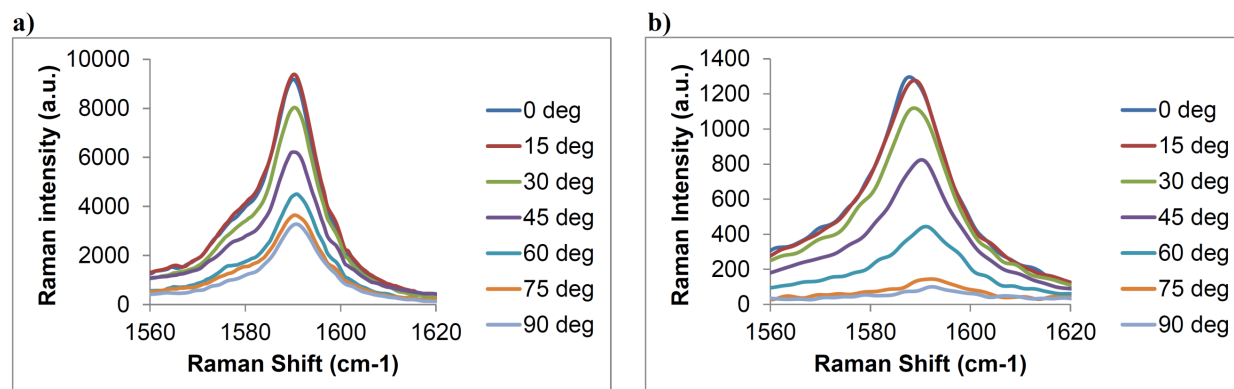 a)
10000
8000
6000
4000
2000
0
1560
1580
1600
1620
Raman intensity (a.u.)
Raman Shift (cm-1)
0 deg
15 deg
30 deg
45 deg
60 deg
75 deg
90 deg
b)
1400
1200
1000
800
600
400
200
0
1560
1580
1600
1620
Raman Intensity (a.u.)
Raman Shift (cm-1)
0 deg
15 deg
30 deg
45 deg
60 deg
75 deg
90 deg